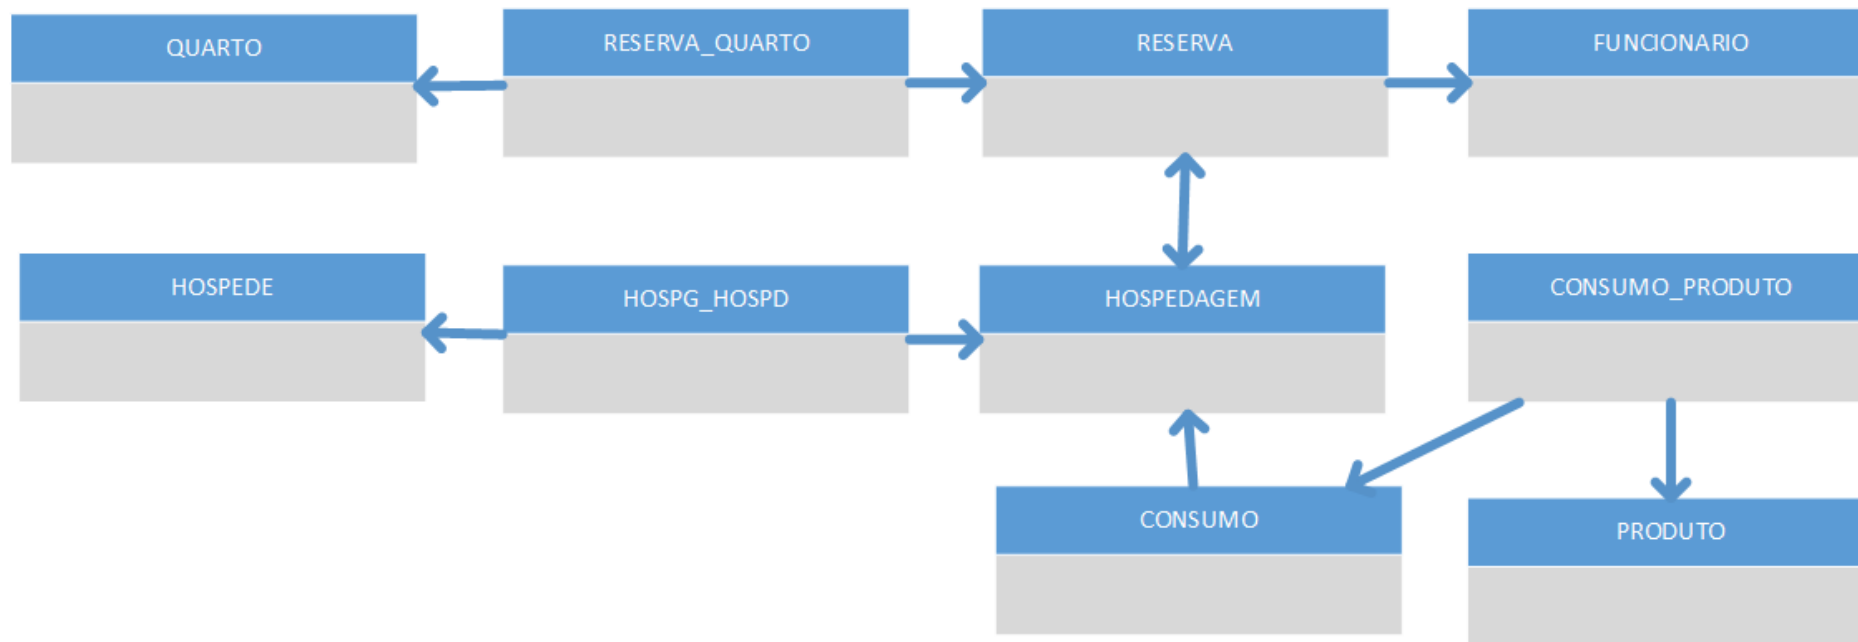 QUARTO
RESERVA_QUARTO
RESERVA
FUNCIONARIO
HOSPEDE
HOSPG_HOSPD
HOSPEDAGEM
CONSUMO_PRODUTO
CONSUMO
PRODUTO